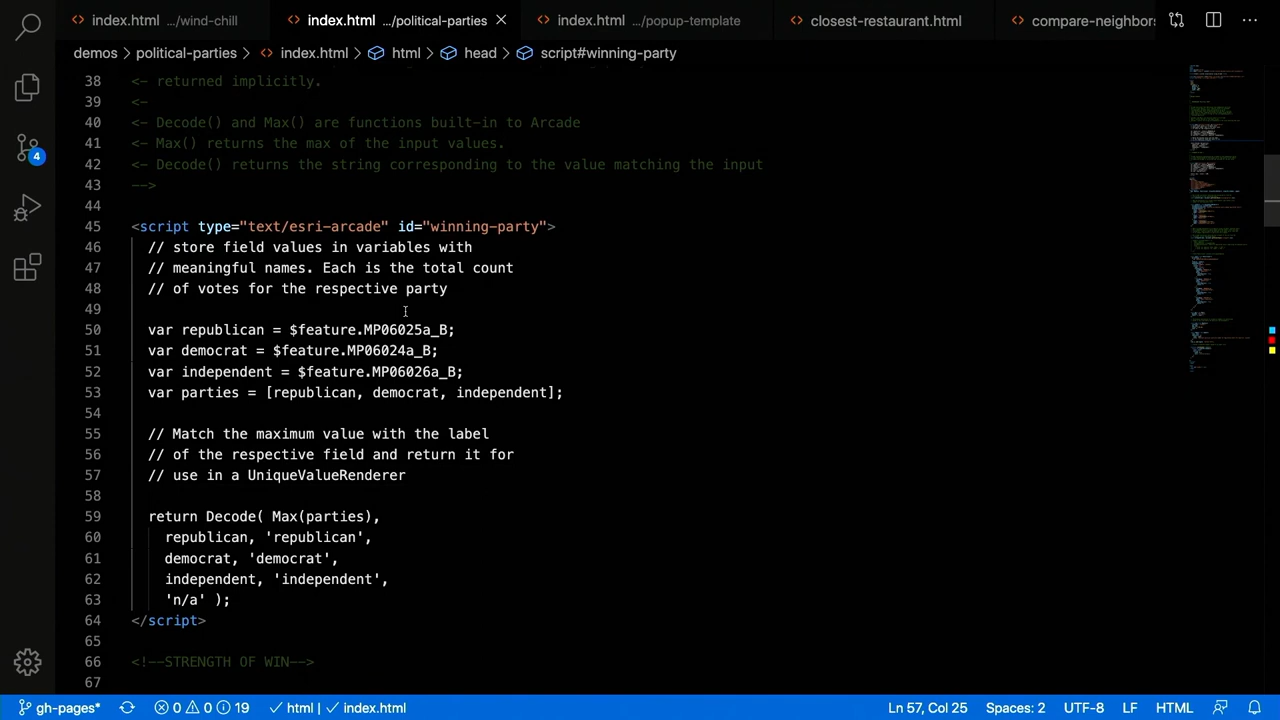 index.html .../wind-chill
index.html .../political-parties
index.html .../popup-template
closest-restaurant.html
compare-neighbors
demos political-parties index.html html head script#winning-party
38 <- returned implicitly.
39 <-
40 <- Decode() and Max() are functions built-in to Arcade
41 <- Max() returns the max of the input values.
42 <- Decode() returns the string corresponding to the value matching the input
43 -->
44
45 <script type="text/esri-arcade" id="winning-party">
46 // store field values in variables with
47 // meaningful names. Each is the total count
48 // of votes for the respective party
49
50 var republican = $feature.MP06025a_B;
51 var democrat = $feature.MP06024a_B;
52 var independent = $feature.MP06026a_B;
53 var parties = [republican, democrat, independent];
54
55 // Match the maximum value with the label
56 // of the respective field and return it for
57 // use in a UniqueValueRenderer
58
59 return Decode( Max(parties),
60 republican, 'republican',
61 democrat, 'democrat',
62 independent, 'independent',
63 'n/a' );
64 </script>
65
66 <!--STRENGTH OF WIN-->
67
4
gh-pages* 0 0 19 html index.html Ln 57, Col 25 Spaces: 2 UTF-8 LF HTML